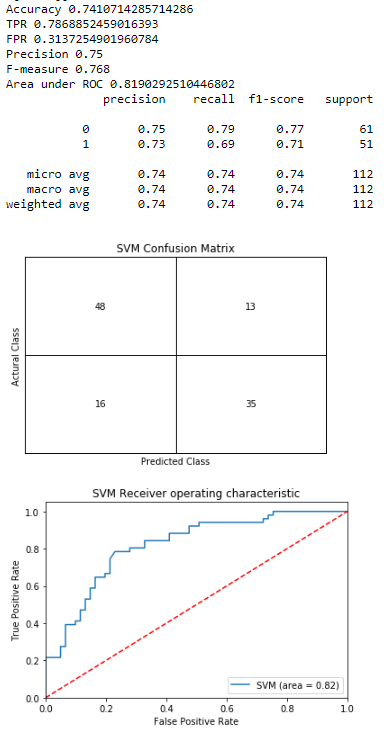 Accuracy 0.7410714285714286
TPR 0.7868852459016393
FPR 0.3137254901960784
Precision 0.75
F-measure 0.768
Area under ROC 0.8190292510446802
precision recall f1-score support
0 0.75 0.79 0.77 61
1 0.73 0.69 0.71 51
micro avg 0.74 0.74 0.74 112
macro avg 0.74 0.74 0.74 112
weighted avg 0.74 0.74 0.74 112
SVM Confusion Matrix
48 13
Actural Class
16 35
Predicted Class
SVM Receiver operating characteristic
1.0
0.8
0.6
0.4
0.2
0.0
True Positive Rate
SVM (area = 0.82)
0.0 0.2 0.4 0.6 0.8 1.0
False Positive Rate